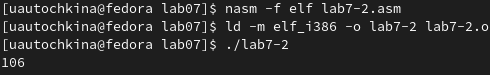 [uautochkina@fedora lab07]$ nasm -f elf lab7-2.asm
[uautochkina@fedora lab07]$ ld -m elf_i386 -o lab7-2 lab7-2.o
[uautochkina@fedora lab07]$ ./lab7-2
106